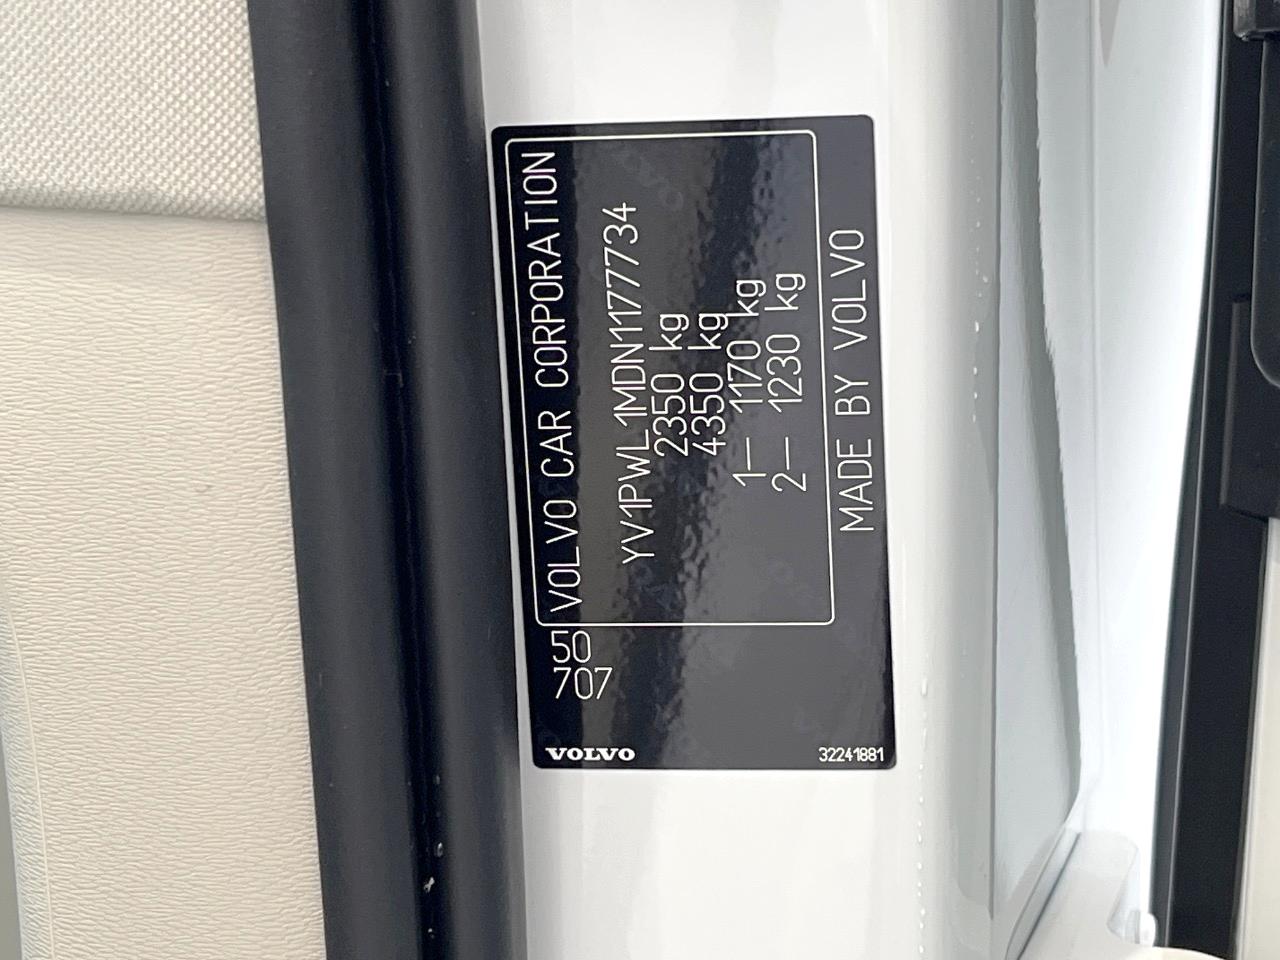 VOLVO CAR CORPORATION
YV1PWL1MDN1177734
2350 kg
4350 kg
1— 1170 kg
2— 1230 kg
MADE BY VOLVO
50
707
VOLVO
32241881